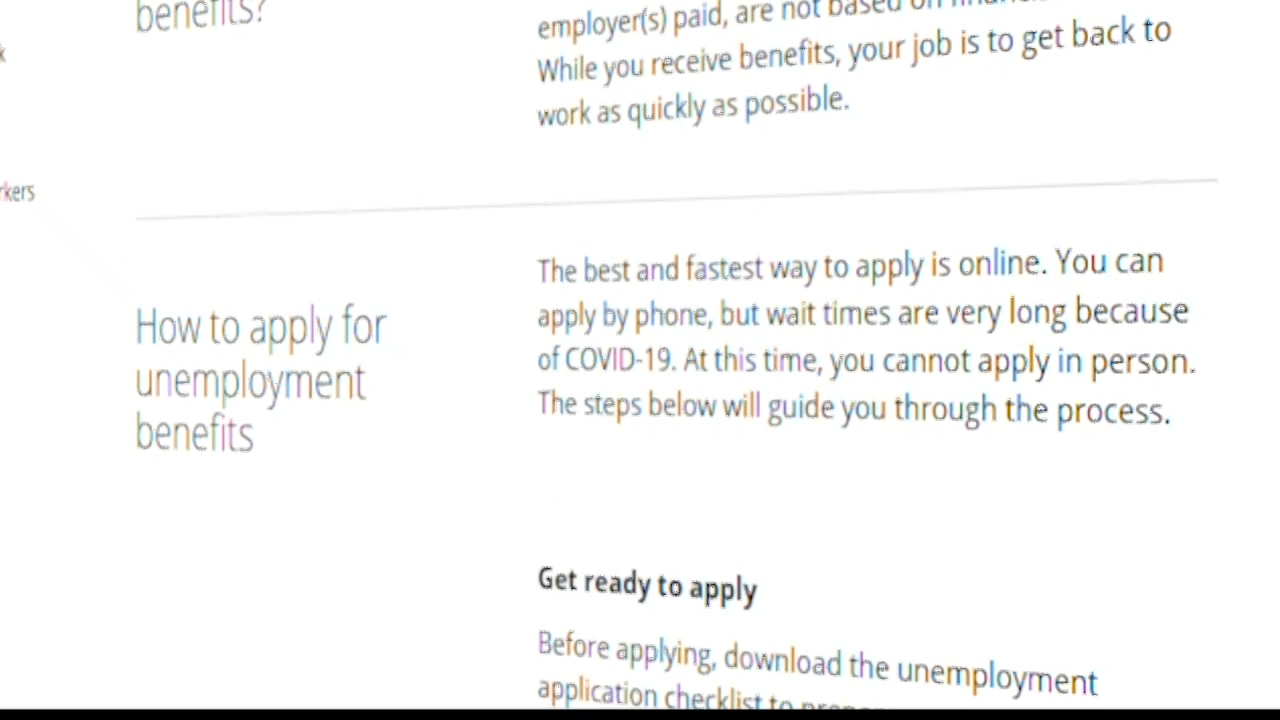 benefits?
employer(s) paid, are not based on
While you receive benefits, your job is to get back to
work as quickly as possible.
rkers
How to apply for
unemployment
benefits
The best and fastest way to apply is online. You can
apply by phone, but wait times are very long because
of COVID-19. At this time, you cannot apply in person.
The steps below will guide you through the process.
Get ready to apply
Before applying, download the unemployment
application checklist to